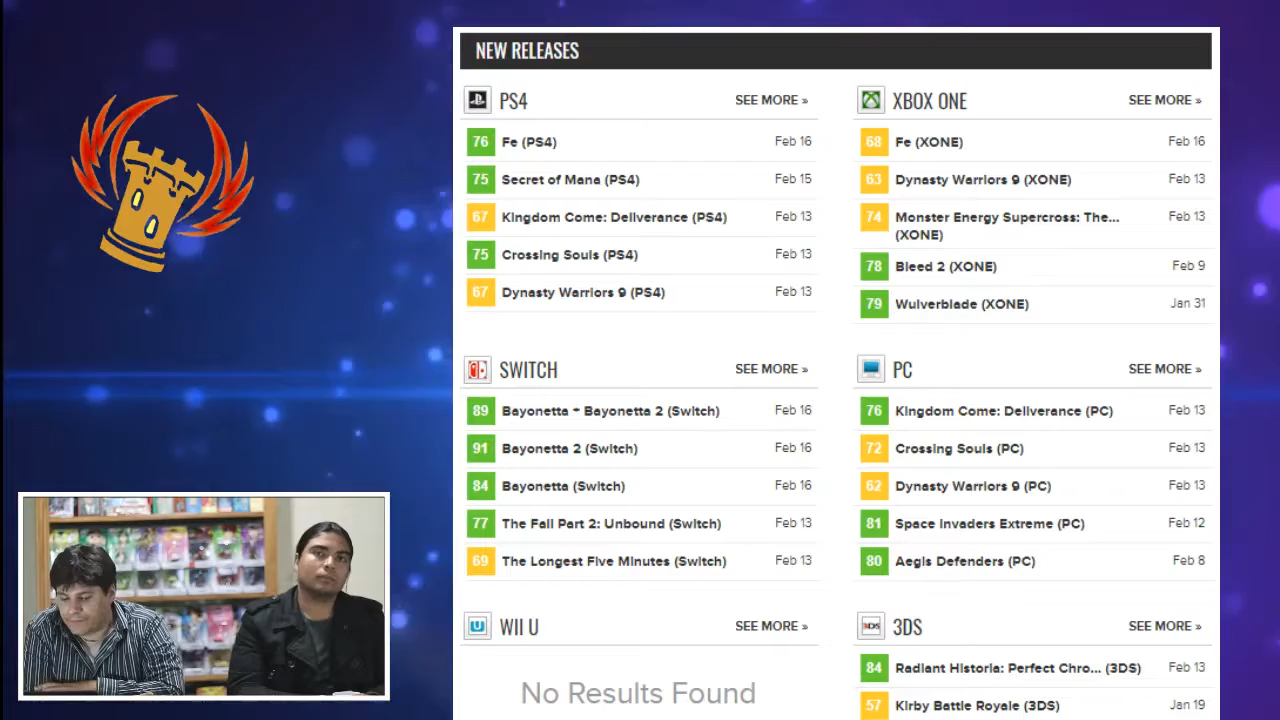 NEW RELEASES
PS4 SEE MORE »
76 Fe (PS4) Feb 16
75 Secret of Mana (PS4) Feb 15
67 Kingdom Come: Deliverance (PS4) Feb 13
75 Crossing Souls (PS4) Feb 13
67 Dynasty Warriors 9 (PS4) Feb 13
XBOX ONE SEE MORE »
68 Fe (XONE) Feb 16
63 Dynasty Warriors 9 (XONE) Feb 13
74 Monster Energy Supercross: The... Feb 13
(XONE)
78 Bleed 2 (XONE) Feb 9
79 Wulverblade (XONE) Jan 31
SWITCH SEE MORE »
89 Bayonetta + Bayonetta 2 (Switch) Feb 16
91 Bayonetta 2 (Switch) Feb 16
84 Bayonetta (Switch) Feb 16
77 The Fall Part 2: Unbound (Switch) Feb 13
69 The Longest Five Minutes (Switch) Feb 13
PC SEE MORE »
76 Kingdom Come: Deliverance (PC) Feb 13
72 Crossing Souls (PC) Feb 13
62 Dynasty Warriors 9 (PC) Feb 13
81 Space Invaders Extreme (PC) Feb 12
80 Aegis Defenders (PC) Feb 8
U WII U SEE MORE »
No Results Found
3DS 3DS SEE MORE »
84 Radiant Historia: Perfect Chro... (3DS) Feb 13
57 Kirby Battle Royale (3DS) Jan 19